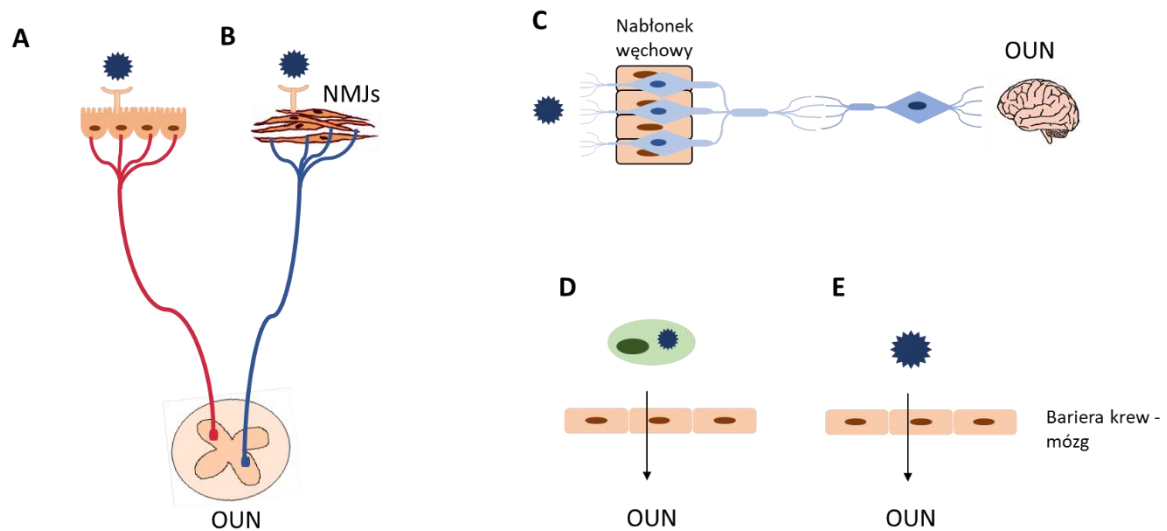 A
B
NMJs
OUN
C
Nabłonek
węchowy
OUN
D
OUN
E
Bariera krew -
mózg
OUN